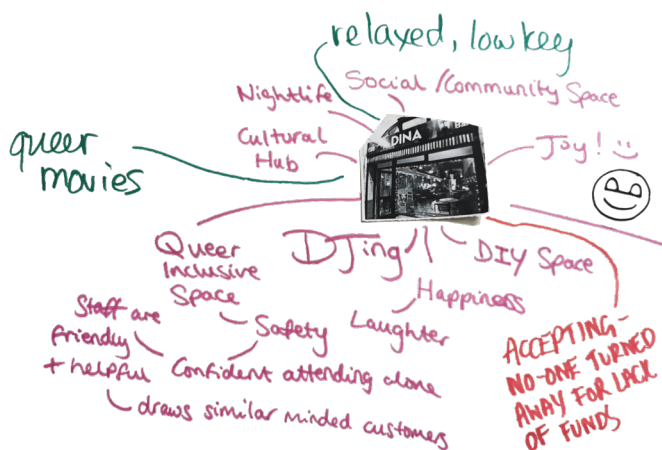 relaxed, low key
Nightlife
Social/Community Space
DINA
Cultural
Hub
Joy! :)
queer
movies
Queer
Inclusive
Space
DJing
DIY Space
Happiness
Laughter
Safety
Staff are
friendly
+ helpful
Confident attending alone
draws similar minded customers
ACCEPTING-
NO-ONE TURNED
AWAY FOR LACK
OF FUNDS